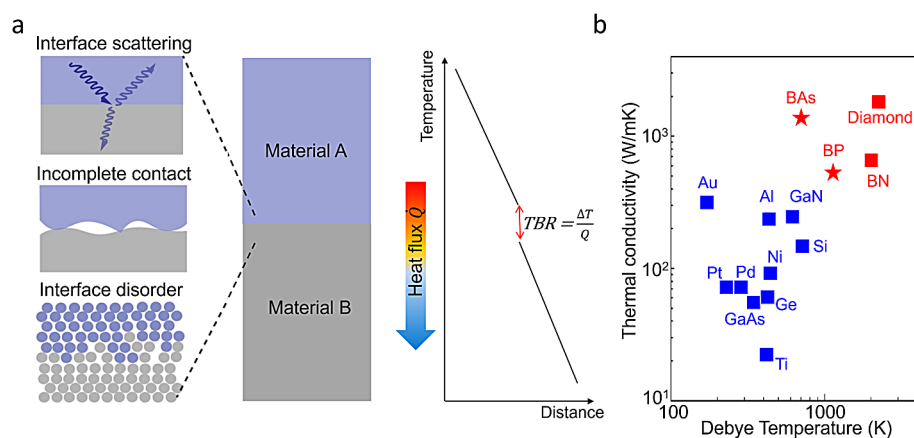 a
Interface scattering
Incomplete contact
Interface disorder
Material A
Material B
Heat flux Q̇
Temperature
TBR = ΔT/Q̇
Distance
b
Thermal conductivity (W/mK)
10³
10²
10¹
100
1000
Debye Temperature (K)
BAs
Diamond
BP
BN
Au
Al
GaN
Si
Ni
Pt
Pd
Ge
GaAs
Ti